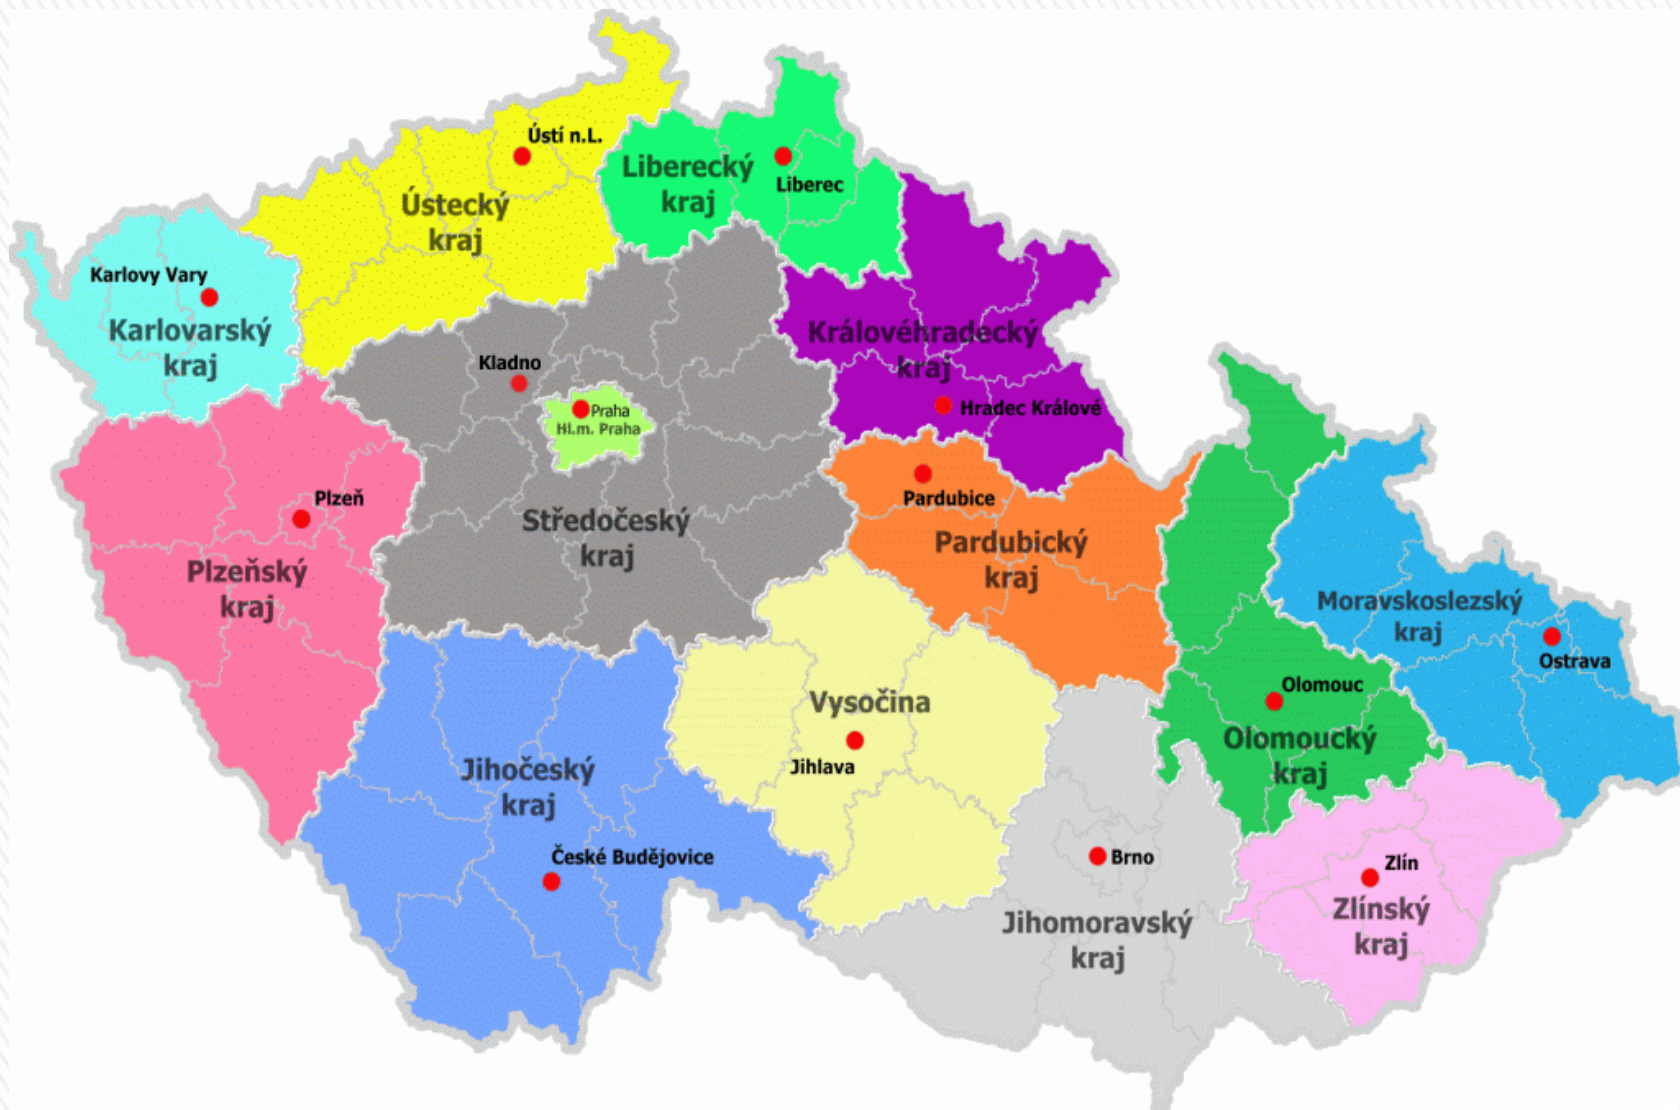 Ústí n.L.
Ústecký
kraj
Liberecký
kraj
Liberec
Karlovy Vary
Karlovarský
kraj
Královéhradecký
kraj
Hradec Králové
Kladno
Praha
Hl.m. Praha
Plzeň
Plzeňský
kraj
Středočeský
kraj
Pardubice
Pardubický
kraj
Moravskoslezský
kraj
Ostrava
Olomouc
Olomoucký
kraj
Vysočina
Jihlava
Jihočeský
kraj
České Budějovice
Brno
Jihomoravský
kraj
Zlín
Zlínský
kraj